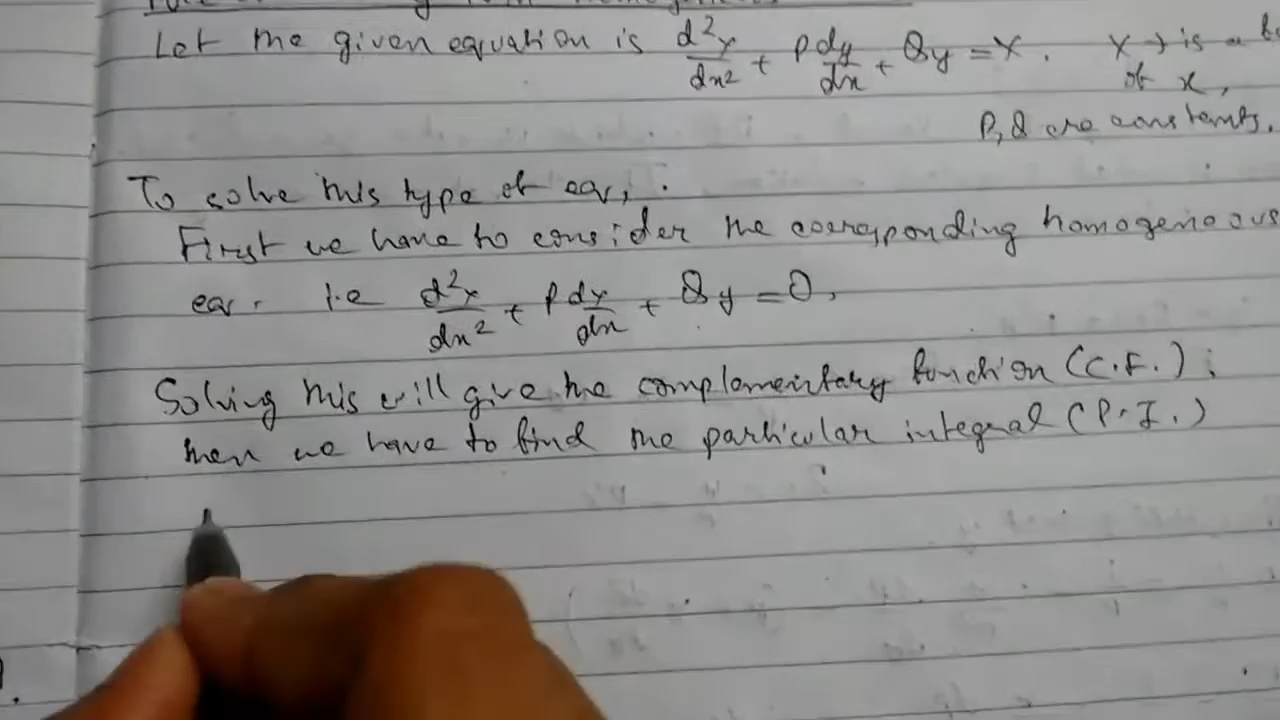 Let the given equation is d²y/dx² + P dy/dx + Qy = X. X → is a
of x,
P, Q are constants.
To solve this type of eqn,
First we have to consider the corresponding homogeneous
eqn. i.e d²y/dx² + P dy/dx + Qy = 0,
Solving this will give the complementary function (C.F.);
then we have to find the particular integral (P.I.)